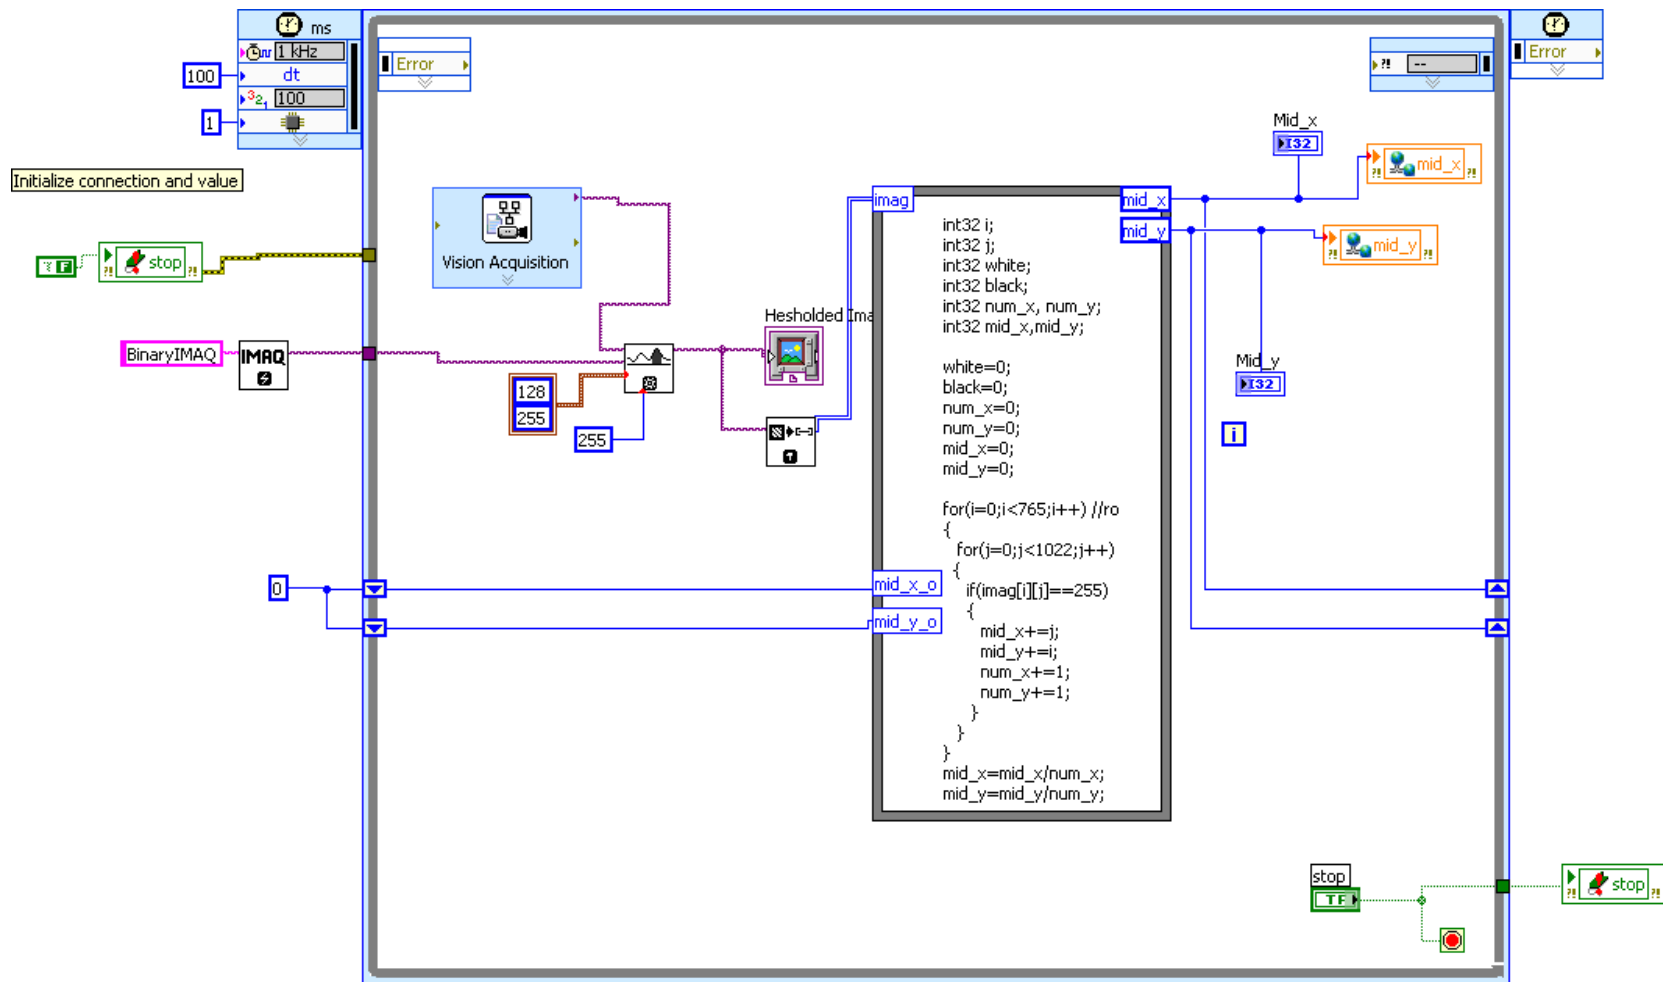 ms
1 kHz
Error
Error
100
dt
--
321
100
1
Mid_x
I32
mid_x
Initialize connection and value
imag
mid_x
mid_y
mid_y
int32 i;
int32 j;
int32 white;
int32 black;
int32 num_x, num_y;
int32 mid_x,mid_y;
stop
F
Vision Acquisition
Hesholded Ima
BinaryIMAQ
IMAQ
128
255
255
Mid_y
I32
i
white=0;
black=0;
num_x=0;
num_y=0;
mid_x=0;
mid_y=0;
for(i=0;i<765;i++) //ro
{
for(j=0;j<1022;j++)
{
if(imag[i][j]==255)
{
mid_x+=j;
mid_y+=i;
num_x+=1;
num_y+=1;
}
}
}
mid_x=mid_x/num_x;
mid_y=mid_y/num_y;
0
mid_x_o
mid_y_o
stop
TF
stop